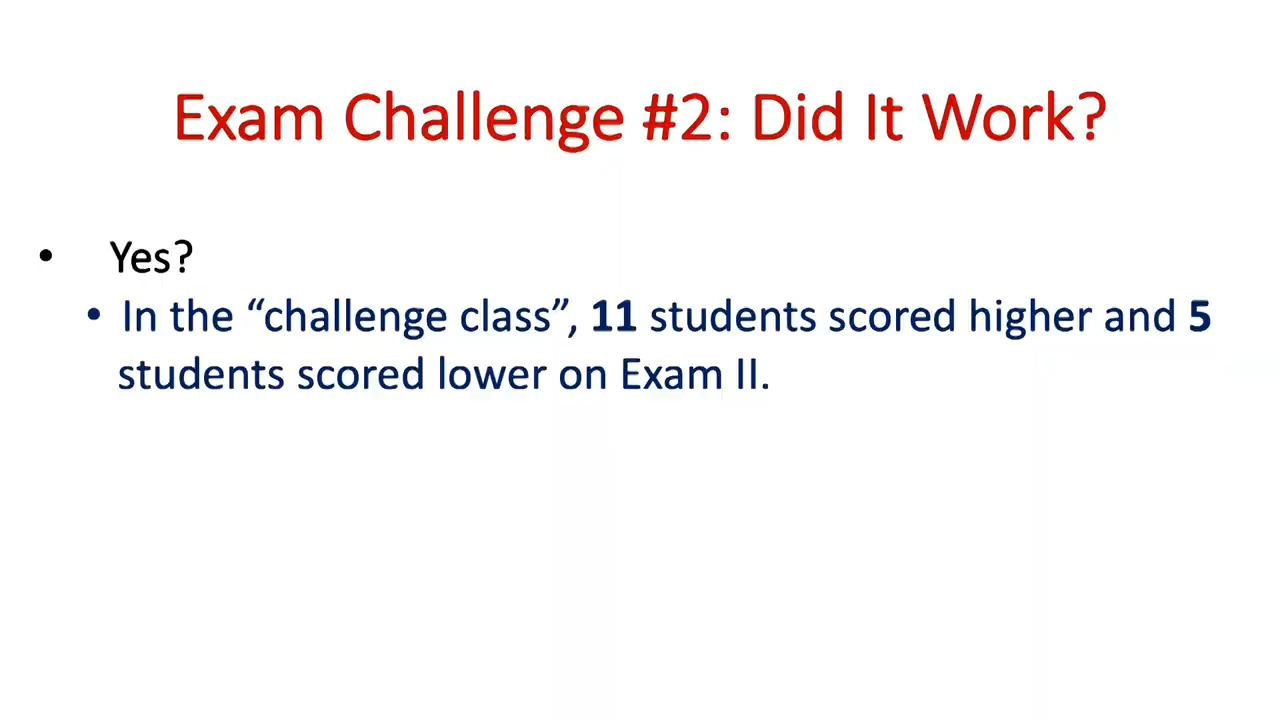 Exam Challenge #2: Did It Work?
• Yes?
• In the “challenge class”, 11 students scored higher and 5
students scored lower on Exam II.